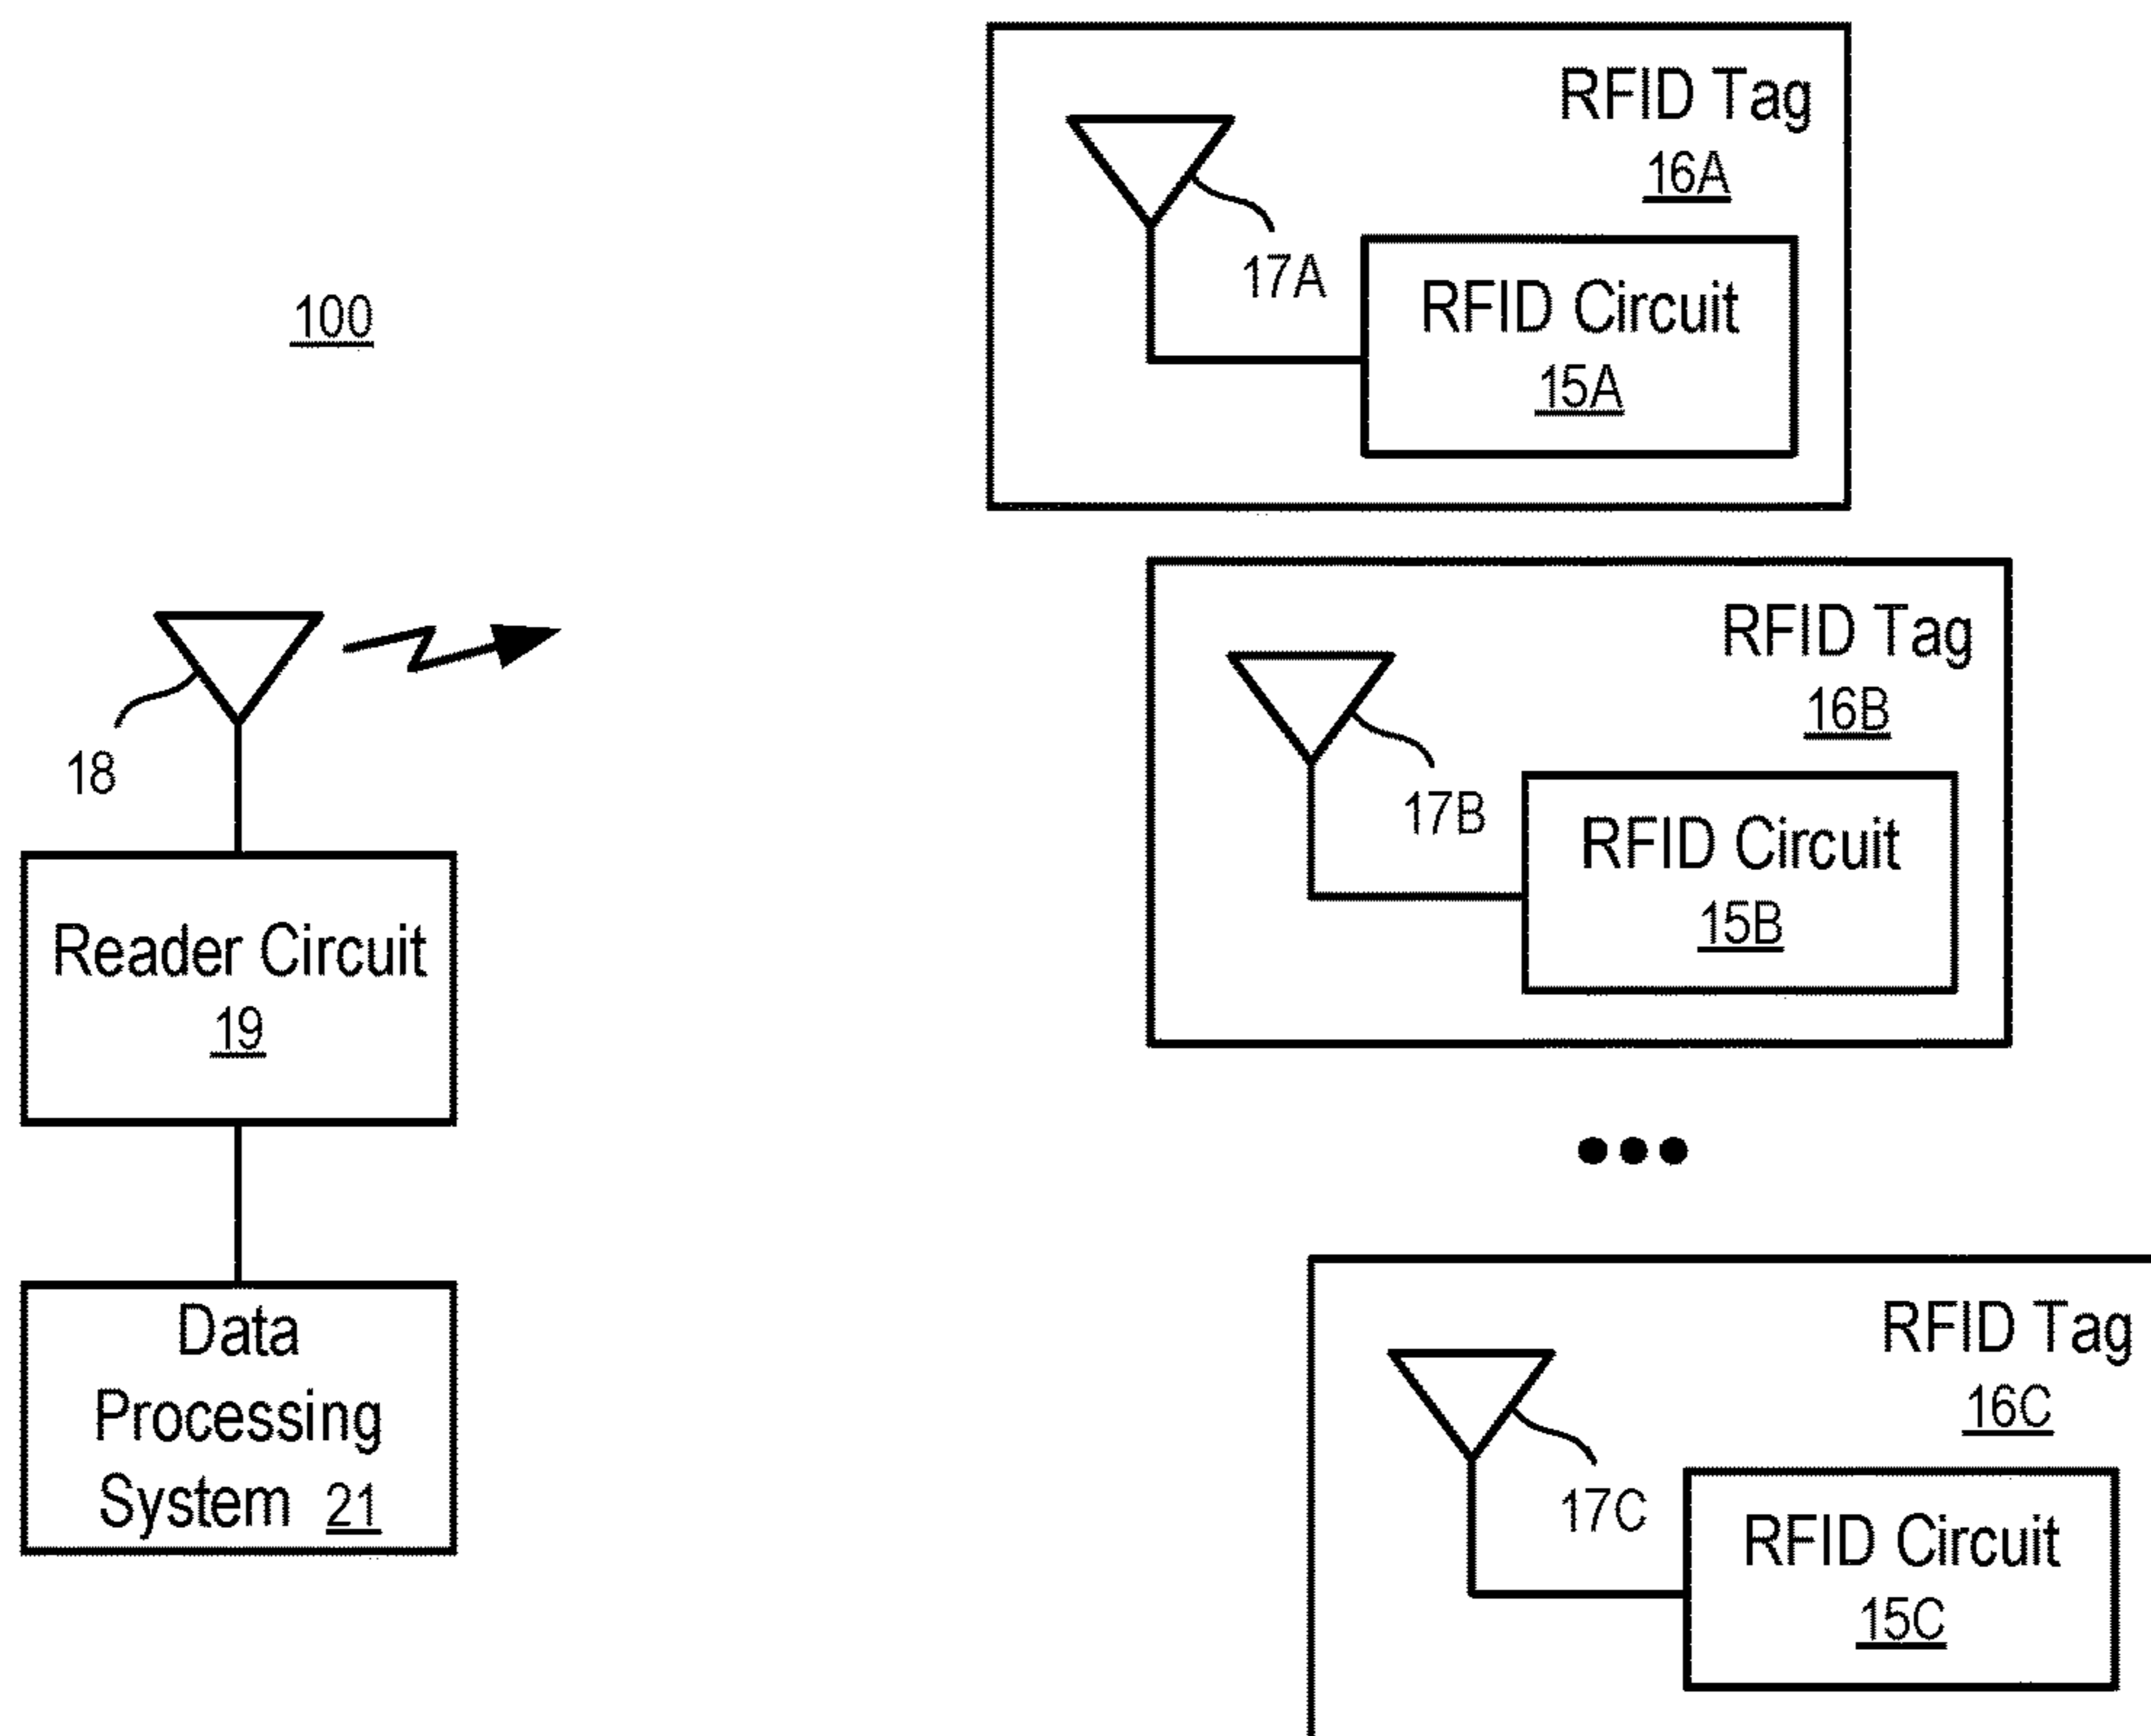 100
18
Reader Circuit
19
Data
Processing
System 21
RFID Tag
16A
17A
RFID Circuit
15A
RFID Tag
16B
17B
RFID Circuit
15B
RFID Tag
16C
17C
RFID Circuit
15C